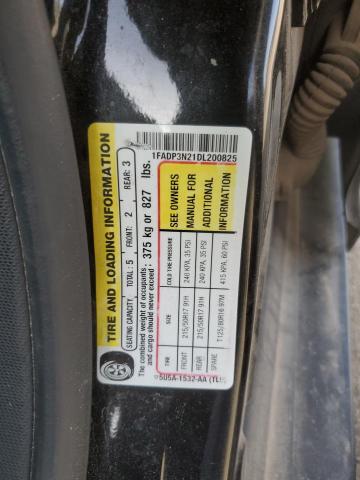 1FADP3N21DL200825
TIRE AND LOADING INFORMATION
SEATING CAPACITY TOTAL: 5 FRONT: 2 REAR: 3
The combined weight of occupants
and cargo should never exceed : 375 kg or 827 lbs.
TIRE SIZE COLD TIRE PRESSURE
FRONT 215/50R17 91H 240 KPA, 35 PSI
REAR 215/50R17 91H 240 KPA, 35 PSI
SPARE T125/80R16 97M 415 KPA, 60 PSI
SEE OWNERS
MANUAL FOR
ADDITIONAL
INFORMATION
5U5A-1532-AA